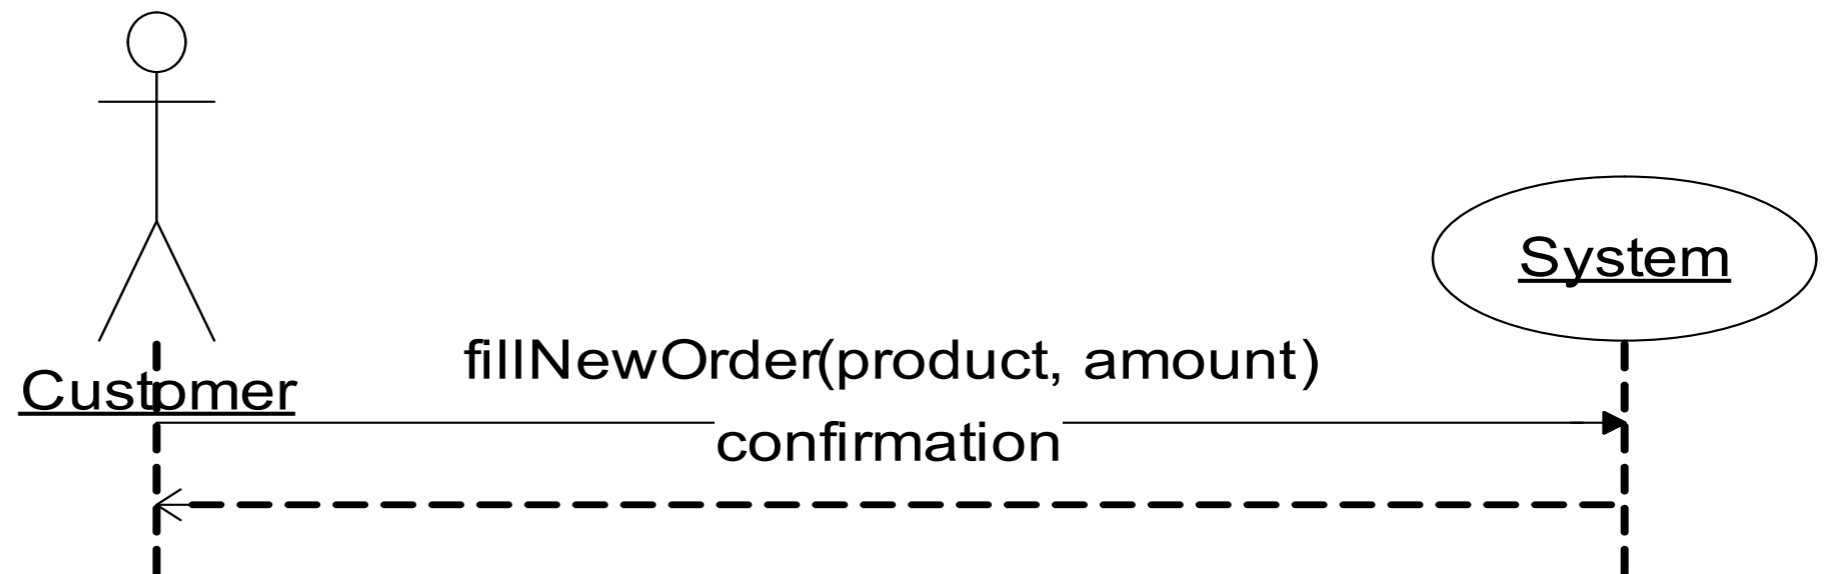 System
fillNewOrder(product, amount)
Customer
confirmation